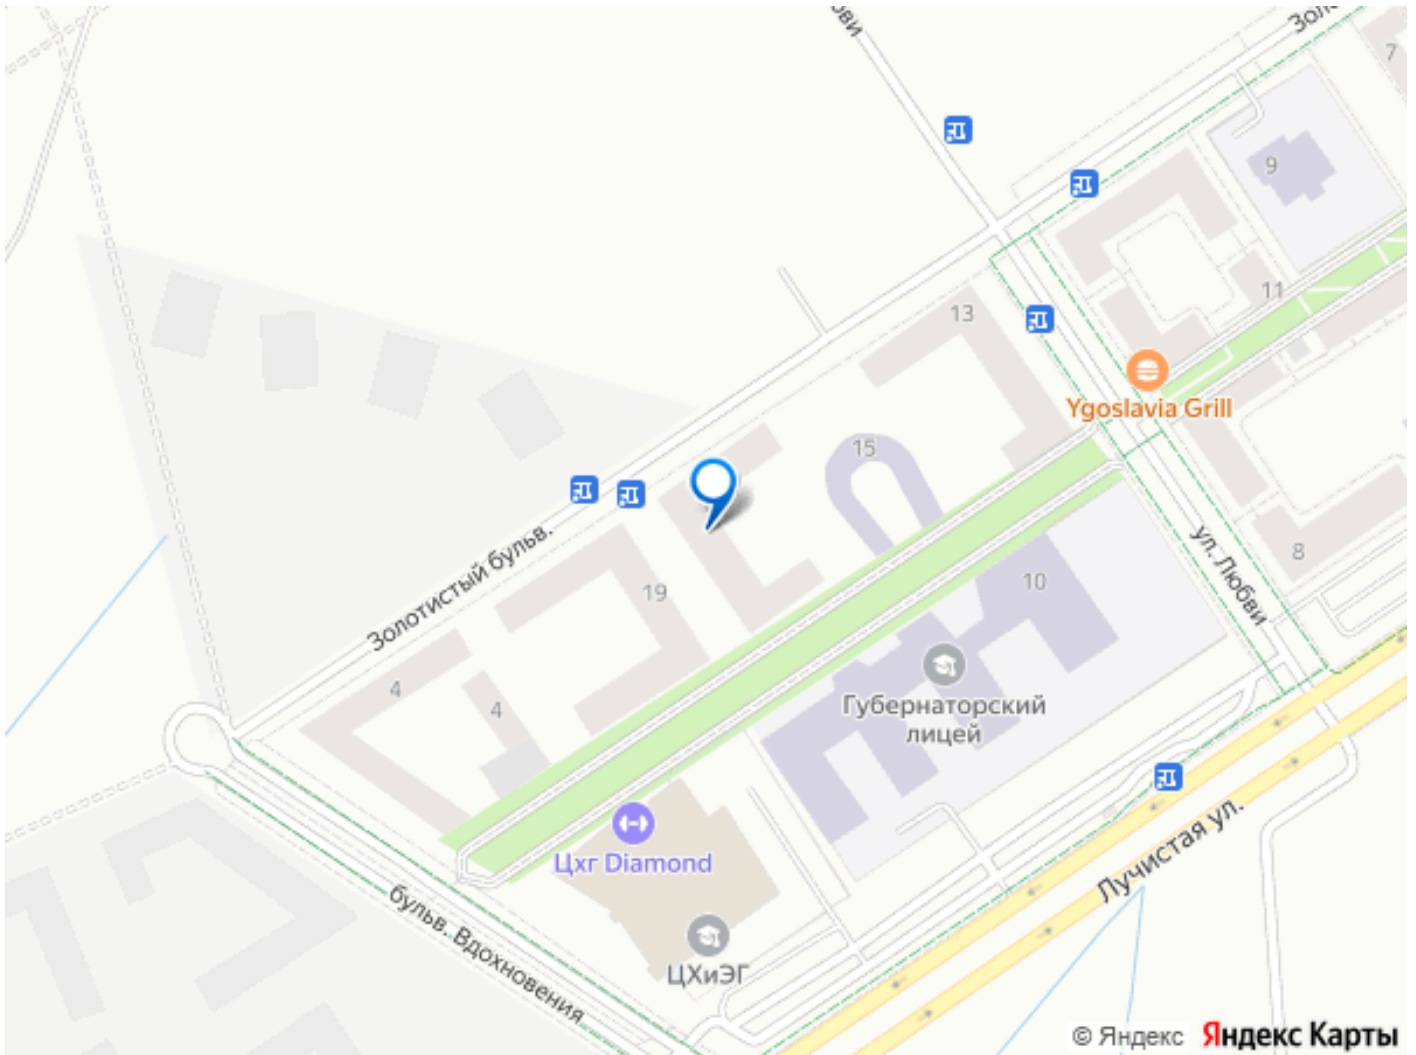 7
9
11
13
Ygoslavia Grill
15
ул. Любви
8
Золотистый бульв.
10
19
Губернаторский
лицей
4
4
Лучистая ул.
Цхг Diamond
бульв. Вдохновения
ЦХиЭГ
© Яндекс Яндекс Карты